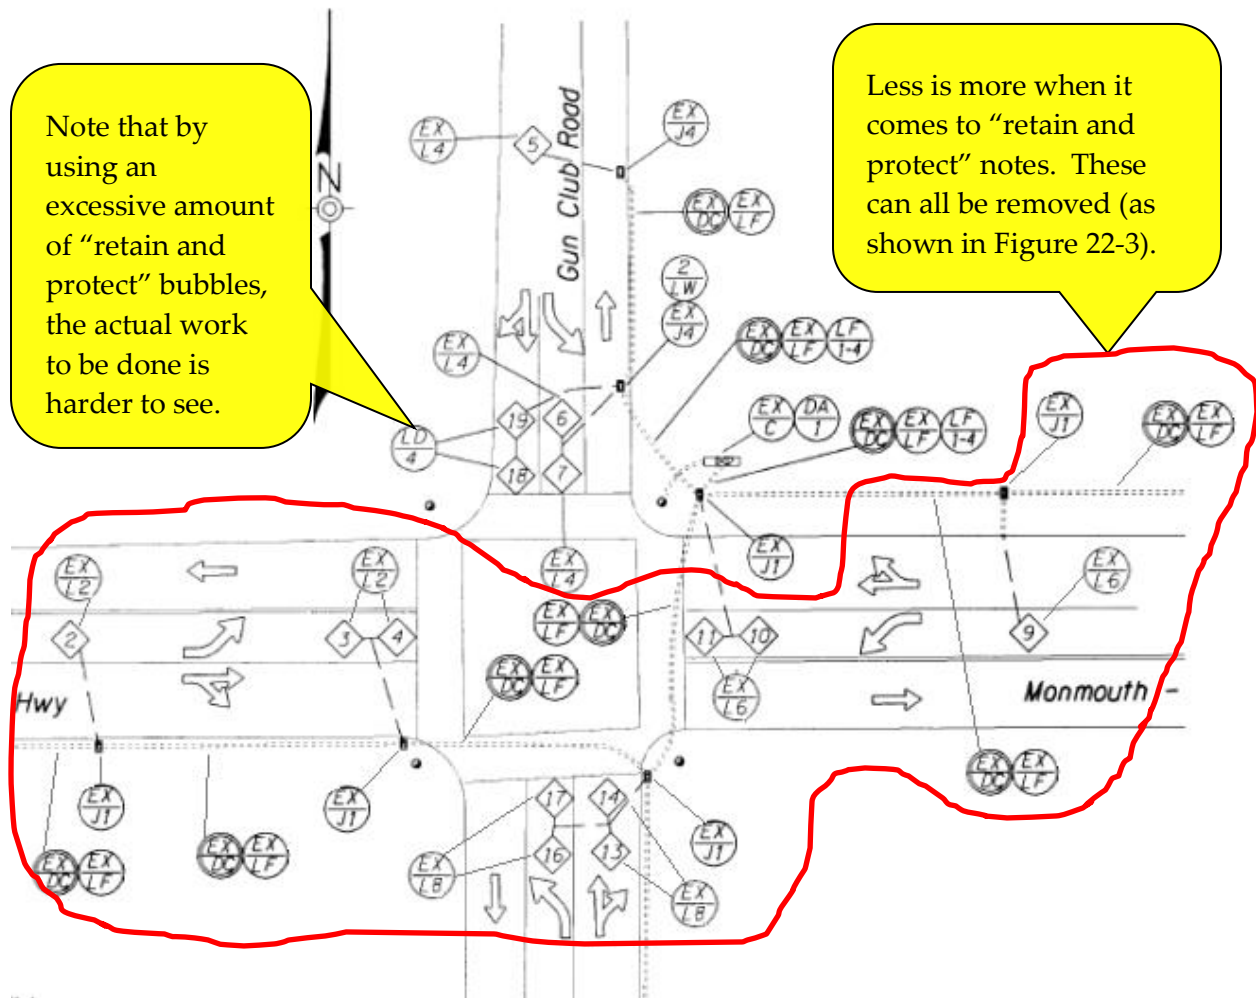 Note that by
using an
excessive amount
of “retain and
protect” bubbles,
the actual work
to be done is
harder to see.
Less is more when it
comes to “retain and
protect” notes.  These
can all be removed (as
shown in Figure 22-3).
N
Gun Club Road
EX
L4
5
EX
J4
EX
DC
EX
LF
2
LW
EX
J4
EX
L4
EX
DC
EX
LF
LF
1-4
19
6
LD
4
18
7
EX
C
DA
1
EX
DC
EX
LF
LF
1-4
EX
J1
EX
DC
EX
LF
EX
L2
EX
L2
EX
L4
EX
J1
EX
L6
EX
LF
EX
DC
2
3
4
11
10
9
EX
DC
EX
LF
EX
L6
Hwy
Monmouth -
EX
DC
EX
LF
EX
J1
EX
J1
17
14
EX
J1
EX
DC
EX
LF
EX
DC
EX
LF
16
13
EX
L8
EX
L8